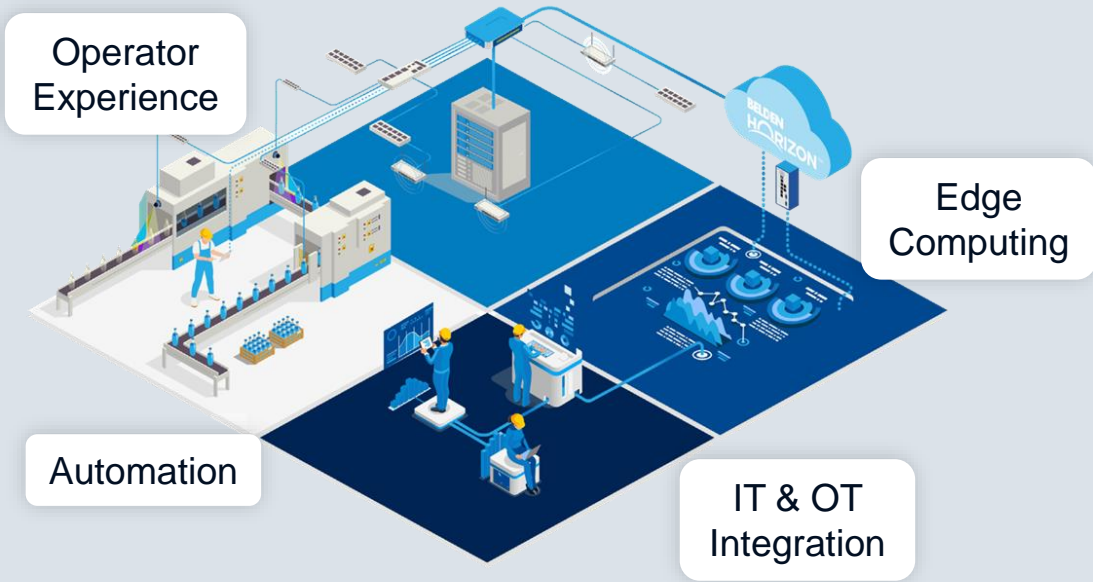 Operator
Experience
BELDEN
HORIZON
Edge
Computing
Automation
IT & OT
Integration